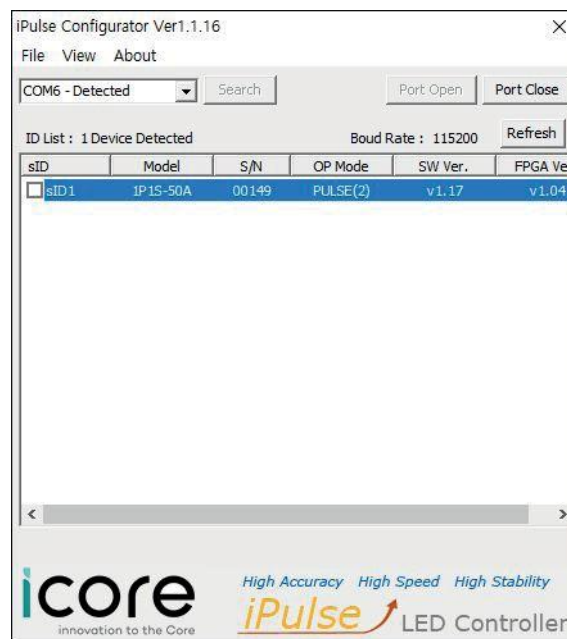 iPulse Configurator Ver1.1.16
File View About
COM6 - Detected Search Port Open Port Close
ID List : 1 Device Detected Boud Rate : 115200 Refresh
sID Model S/N OP Mode SW Ver. FPGA Ve
sID1 1P1S-50A 00149 PULSE(2) v1.17 v1.04
icore
innovation to the Core
High Accuracy High Speed High Stability
iPulse LED Controller